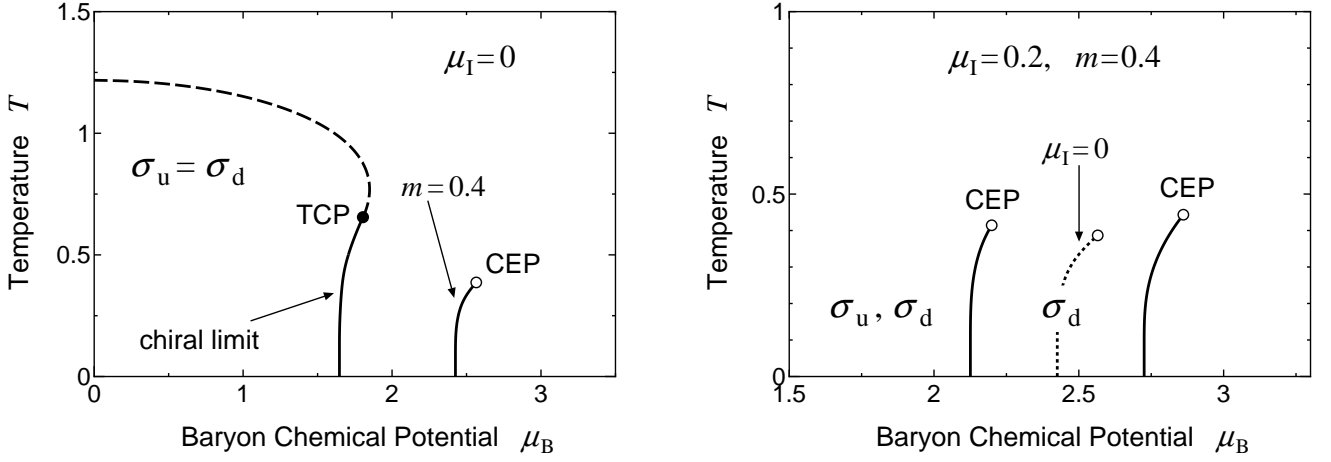 1.5
1
0.5
0
0
1
2
3
Temperature T
Baryon Chemical Potential μB
μI=0
σu = σd
TCP
m=0.4
CEP
chiral limit
1
0.5
0
1.5
2
2.5
3
Temperature T
Baryon Chemical Potential μB
μI=0.2, m=0.4
μI=0
CEP
CEP
σu, σd
σd